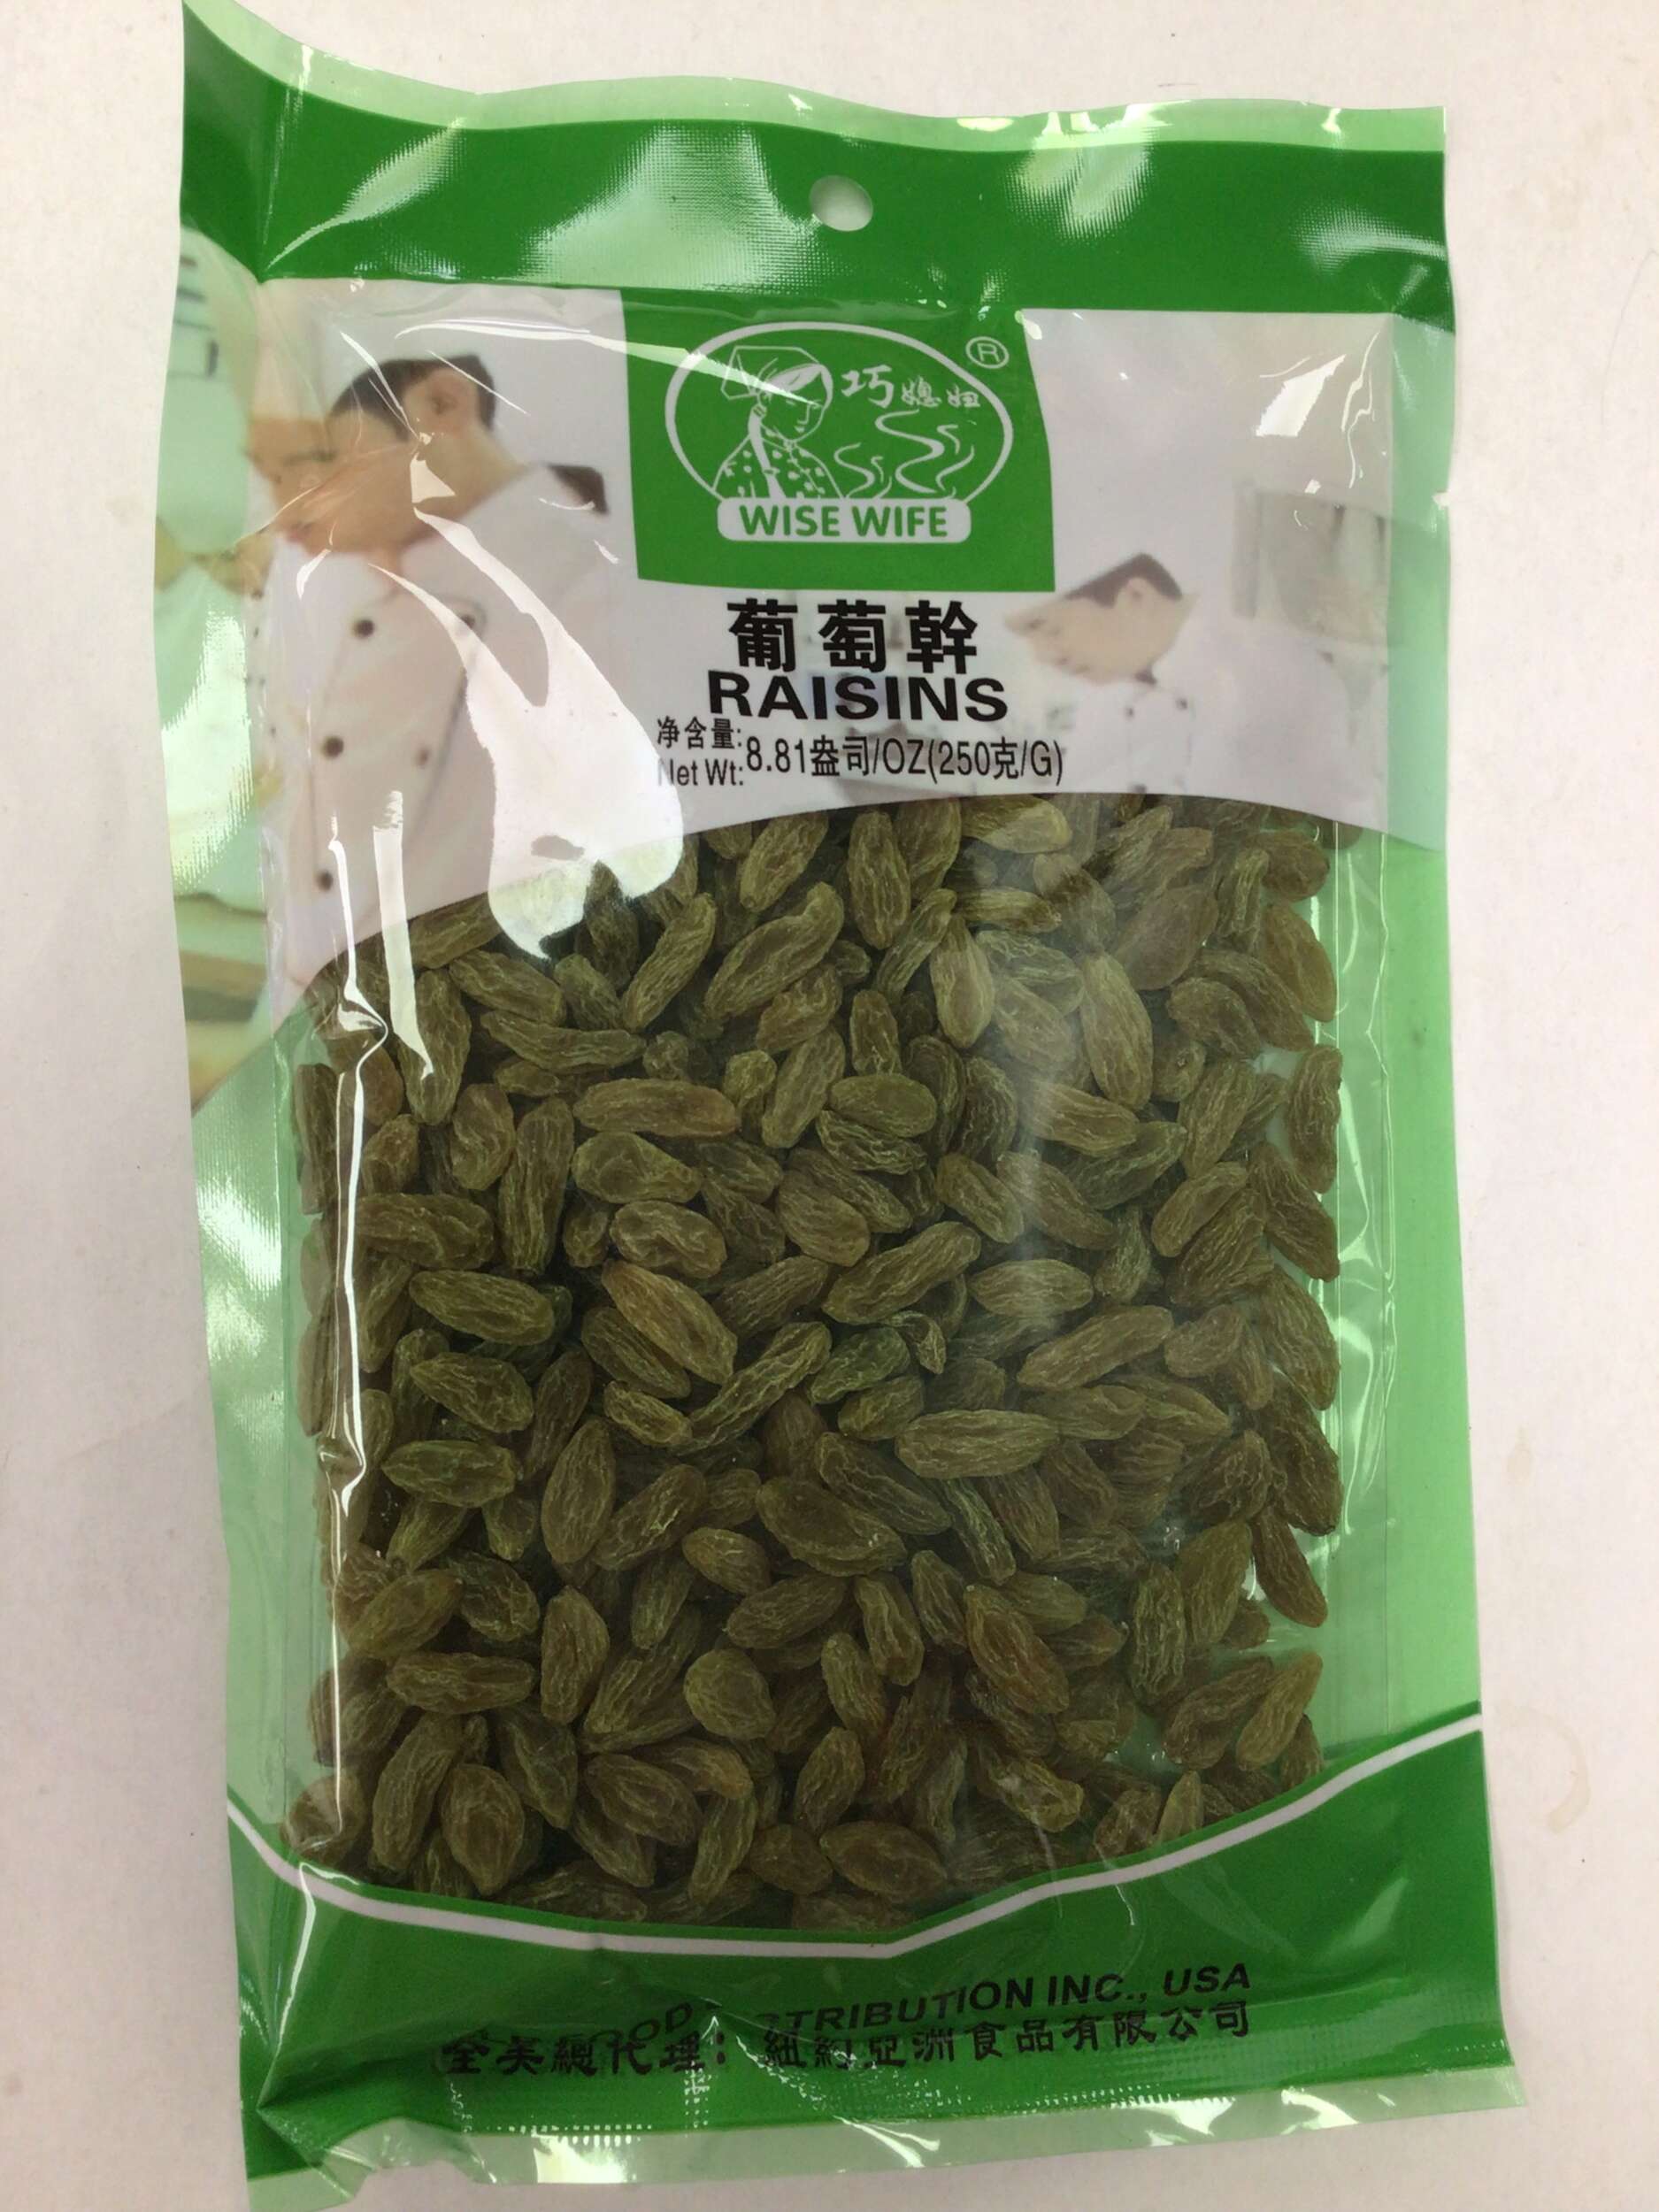 巧媳妇
®
WISE WIFE
葡萄幹
RAISINS
净含量:
Net Wt: 8.81盎司/OZ(250克/G)
DISTRIBUTION INC., USA
全美總代理: 紐約亞洲食品有限公司